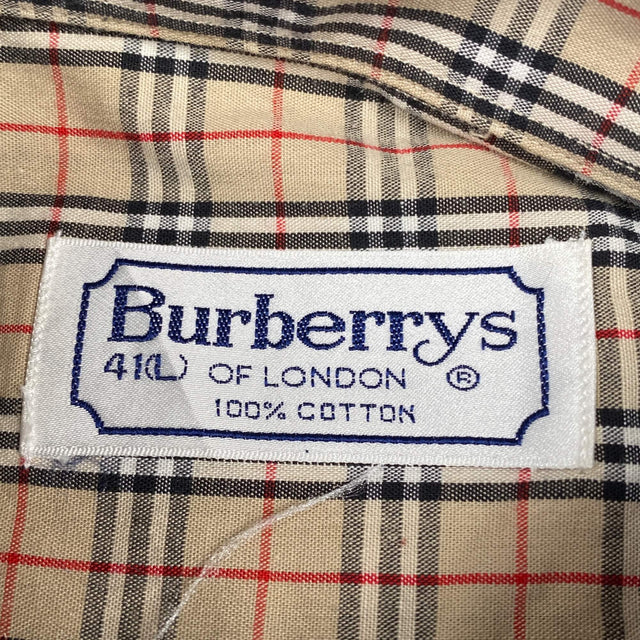 Burberrys
41(L) OF LONDON ®
100% COTTON